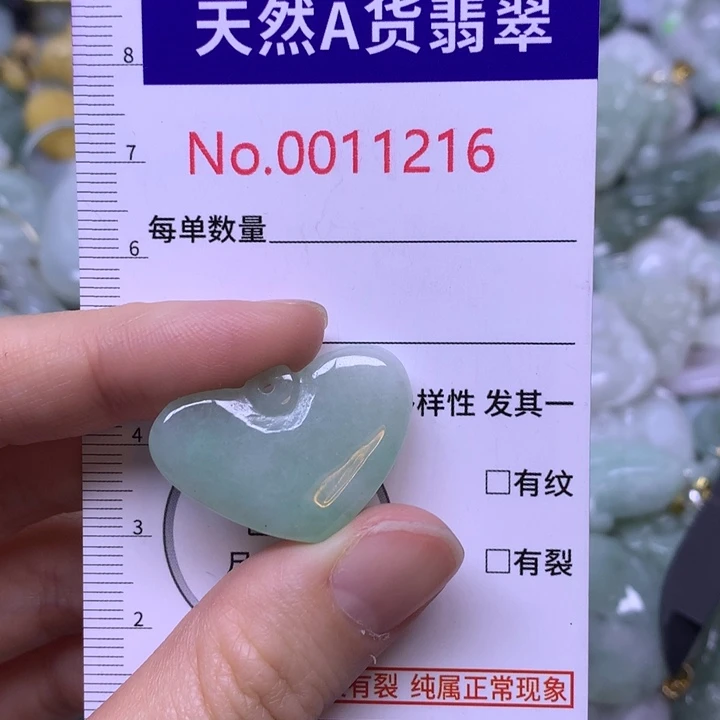 天然A货翡翠
8
No.0011216
7
每单数量
6
样性 发其一
4
□有纹
3
□有裂
2
有裂 纯属正常现象